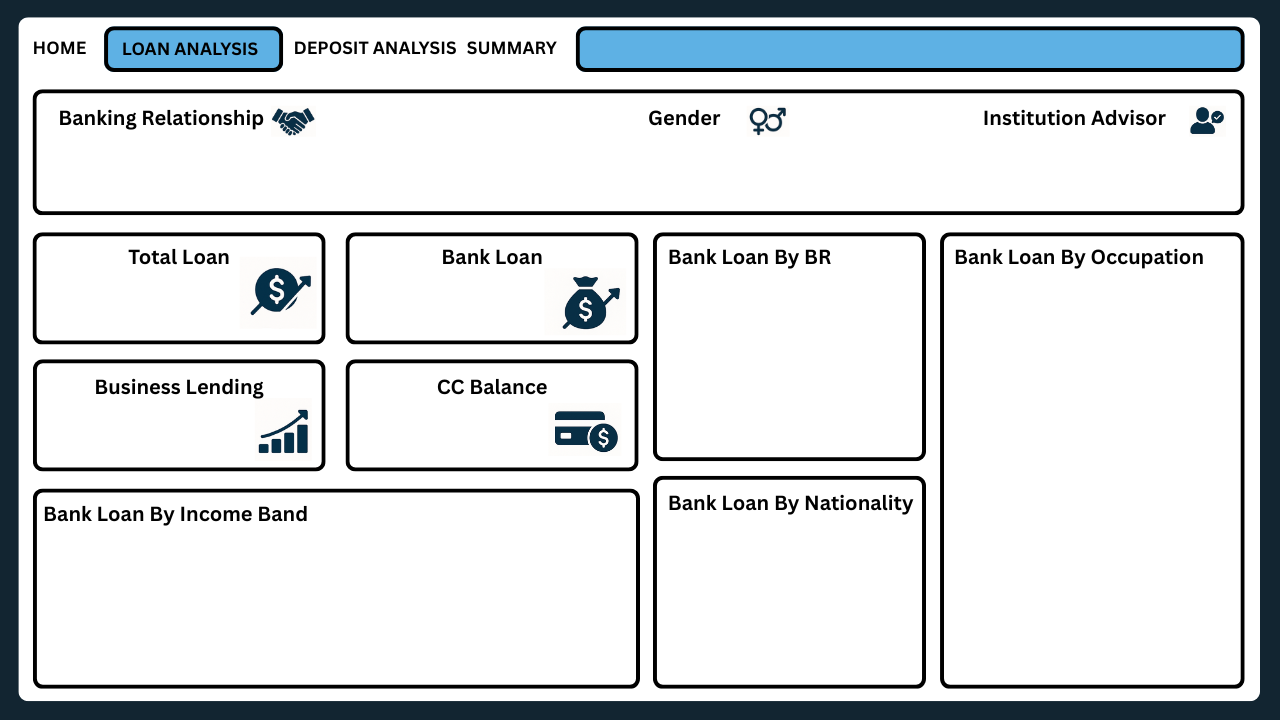 HOME LOAN ANALYSIS DEPOSIT ANALYSIS SUMMARY
Banking Relationship Gender Institution Advisor
Total Loan
Bank Loan
Bank Loan By BR
Bank Loan By Occupation
Business Lending
CC Balance
Bank Loan By Nationality
Bank Loan By Income Band